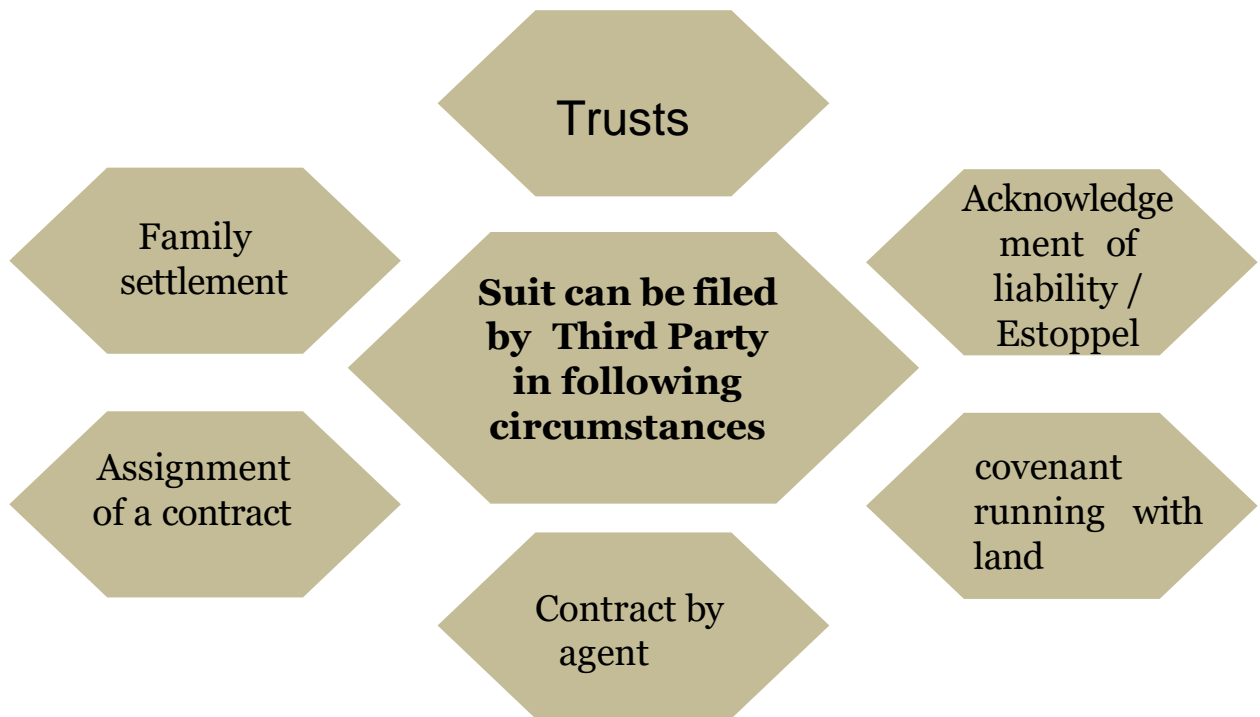 Trusts
Family
settlement
Acknowledge
ment of
liability /
Estoppel
Suit can be filed
by Third Party
in following
circumstances
Assignment
of a contract
covenant
running with
land
Contract by
agent